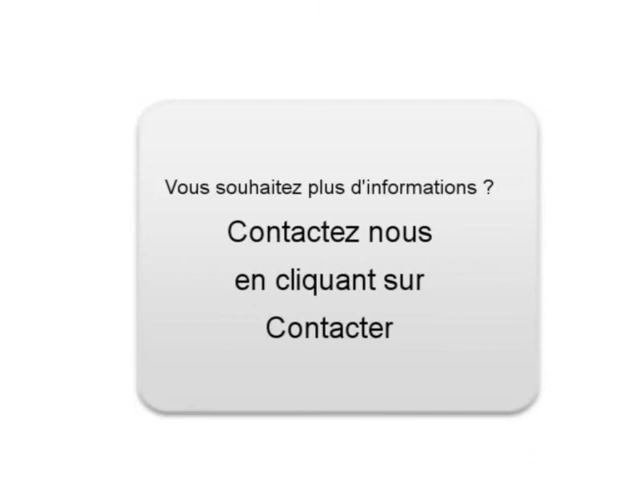 Vous souhaitez plus d'informations ?
Contactez nous
en cliquant sur
Contacter